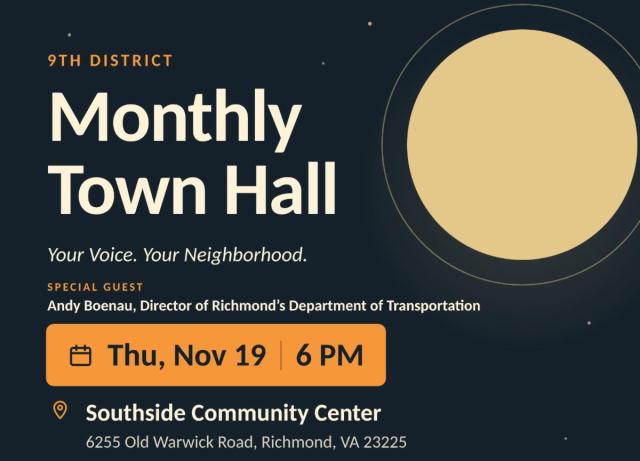 9TH DISTRICT
Monthly
Town Hall
Your Voice. Your Neighborhood.
SPECIAL GUEST
Andy Boenau, Director of Richmond’s Department of Transportation
Thu, Nov 19 | 6 PM
Southside Community Center
6255 Old Warwick Road, Richmond, VA 23225